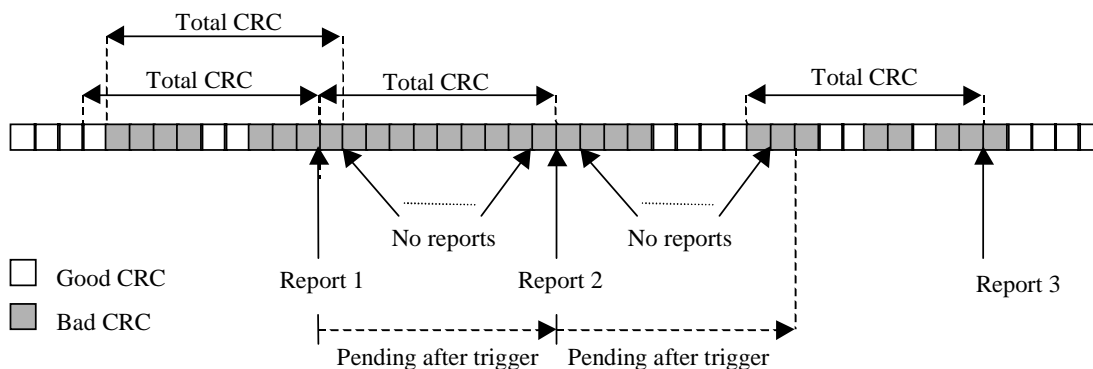 Total CRC
Total CRC
Total CRC
Total CRC
No reports
No reports
Good CRC
Report 1
Report 2
Report 3
Bad CRC
Pending after trigger
Pending after trigger